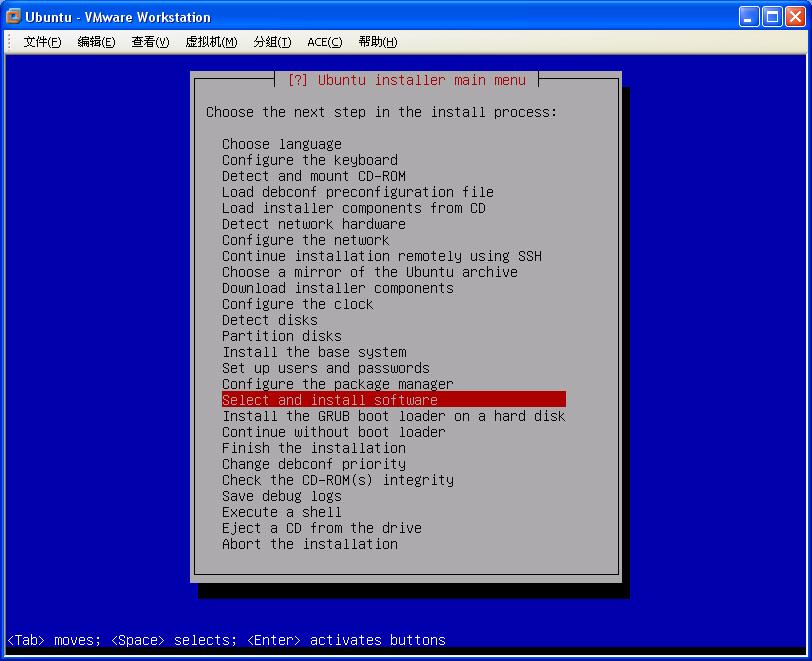 Ubuntu - VMware Workstation
文件(F) 编辑(E) 查看(V) 虚拟机(M) 分组(T) ACE(C) 帮助(H)
[?] Ubuntu installer main menu
Choose the next step in the install process:
Choose language
Configure the keyboard
Detect and mount CD-ROM
Load debconf preconfiguration file
Load installer components from CD
Detect network hardware
Configure the network
Continue installation remotely using SSH
Choose a mirror of the Ubuntu archive
Download installer components
Configure the clock
Detect disks
Partition disks
Install the base system
Set up users and passwords
Configure the package manager
Select and install software
Install the GRUB boot loader on a hard disk
Continue without boot loader
Finish the installation
Change debconf priority
Check the CD-ROM(s) integrity
Save debug logs
Execute a shell
Eject a CD from the drive
Abort the installation
<Tab> moves; <Space> selects; <Enter> activates buttons